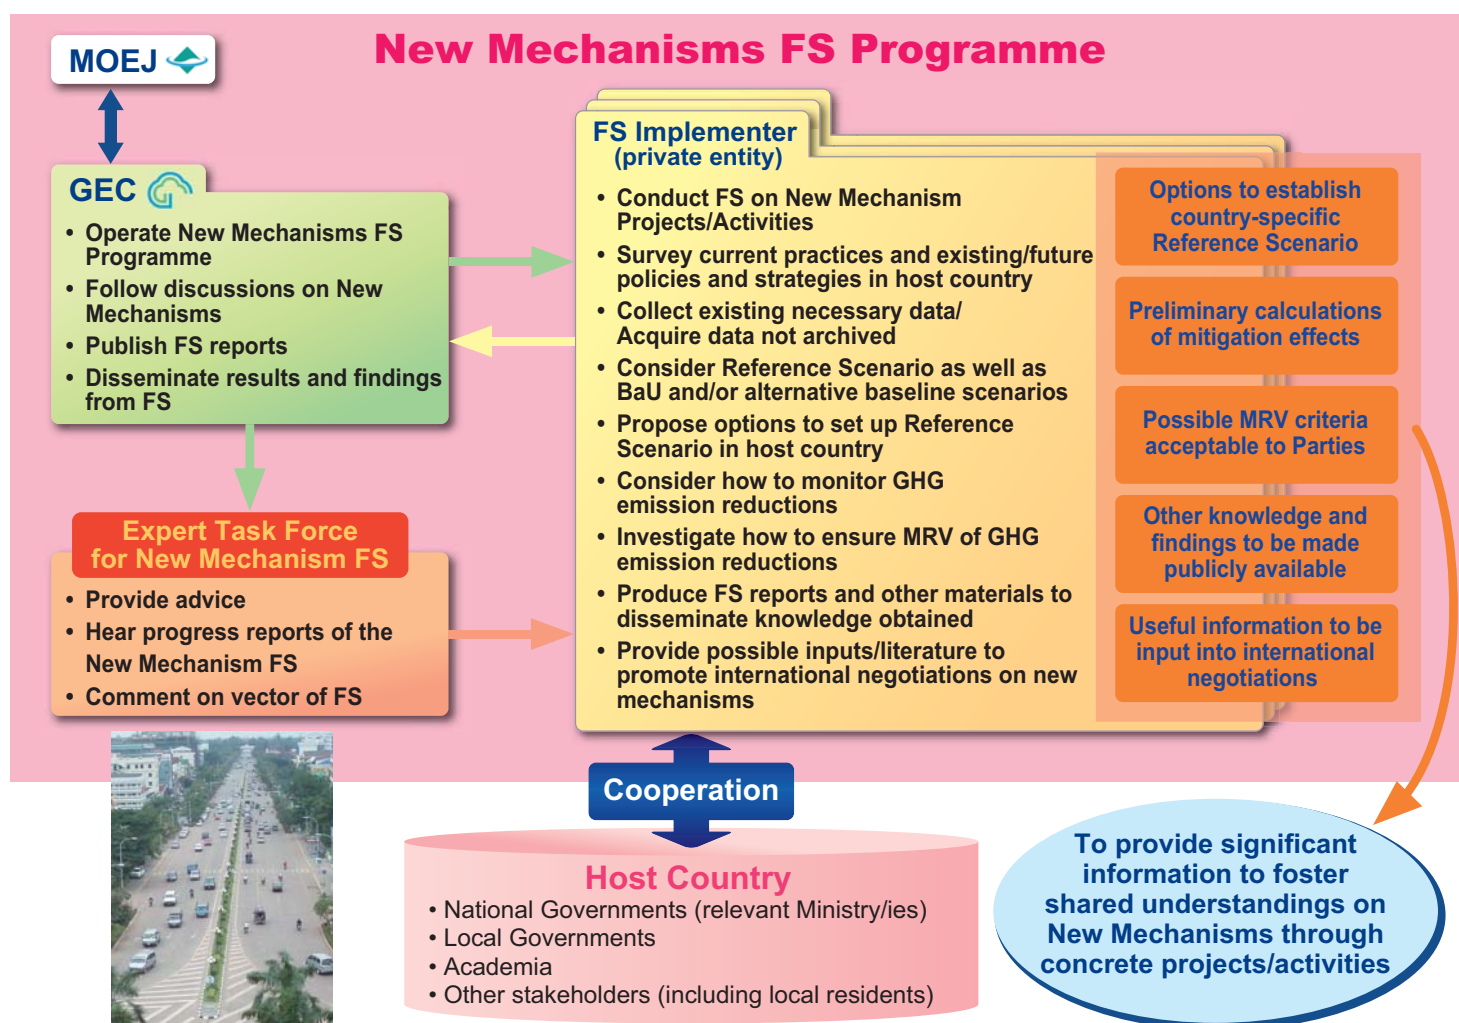 New Mechanisms FS Programme
MOEJ
GEC
• Operate New Mechanisms FS
Programme
• Follow discussions on New
Mechanisms
• Publish FS reports
• Disseminate results and findings
from FS
Expert Task Force
for New Mechanism FS
• Provide advice
• Hear progress reports of the
New Mechanism FS
• Comment on vector of FS
FS Implementer
(private entity)
• Conduct FS on New Mechanism
Projects/Activities
• Survey current practices and existing/future
policies and strategies in host country
• Collect existing necessary data/
Acquire data not archived
• Consider Reference Scenario as well as
BaU and/or alternative baseline scenarios
• Propose options to set up Reference
Scenario in host country
• Consider how to monitor GHG
emission reductions
• Investigate how to ensure MRV of GHG
emission reductions
• Produce FS reports and other materials to
disseminate knowledge obtained
• Provide possible inputs/literature to
promote international negotiations on new
mechanisms
Options to establish
country-specific
Reference Scenario
Preliminary calculations
of mitigation effects
Possible MRV criteria
acceptable to Parties
Other knowledge and
findings to be made
publicly available
Useful information to be
input into international
negotiations
Cooperation
Host Country
• National Governments (relevant Ministry/ies)
• Local Governments
• Academia
• Other stakeholders (including local residents)
To provide significant
information to foster
shared understandings on
New Mechanisms through
concrete projects/activities